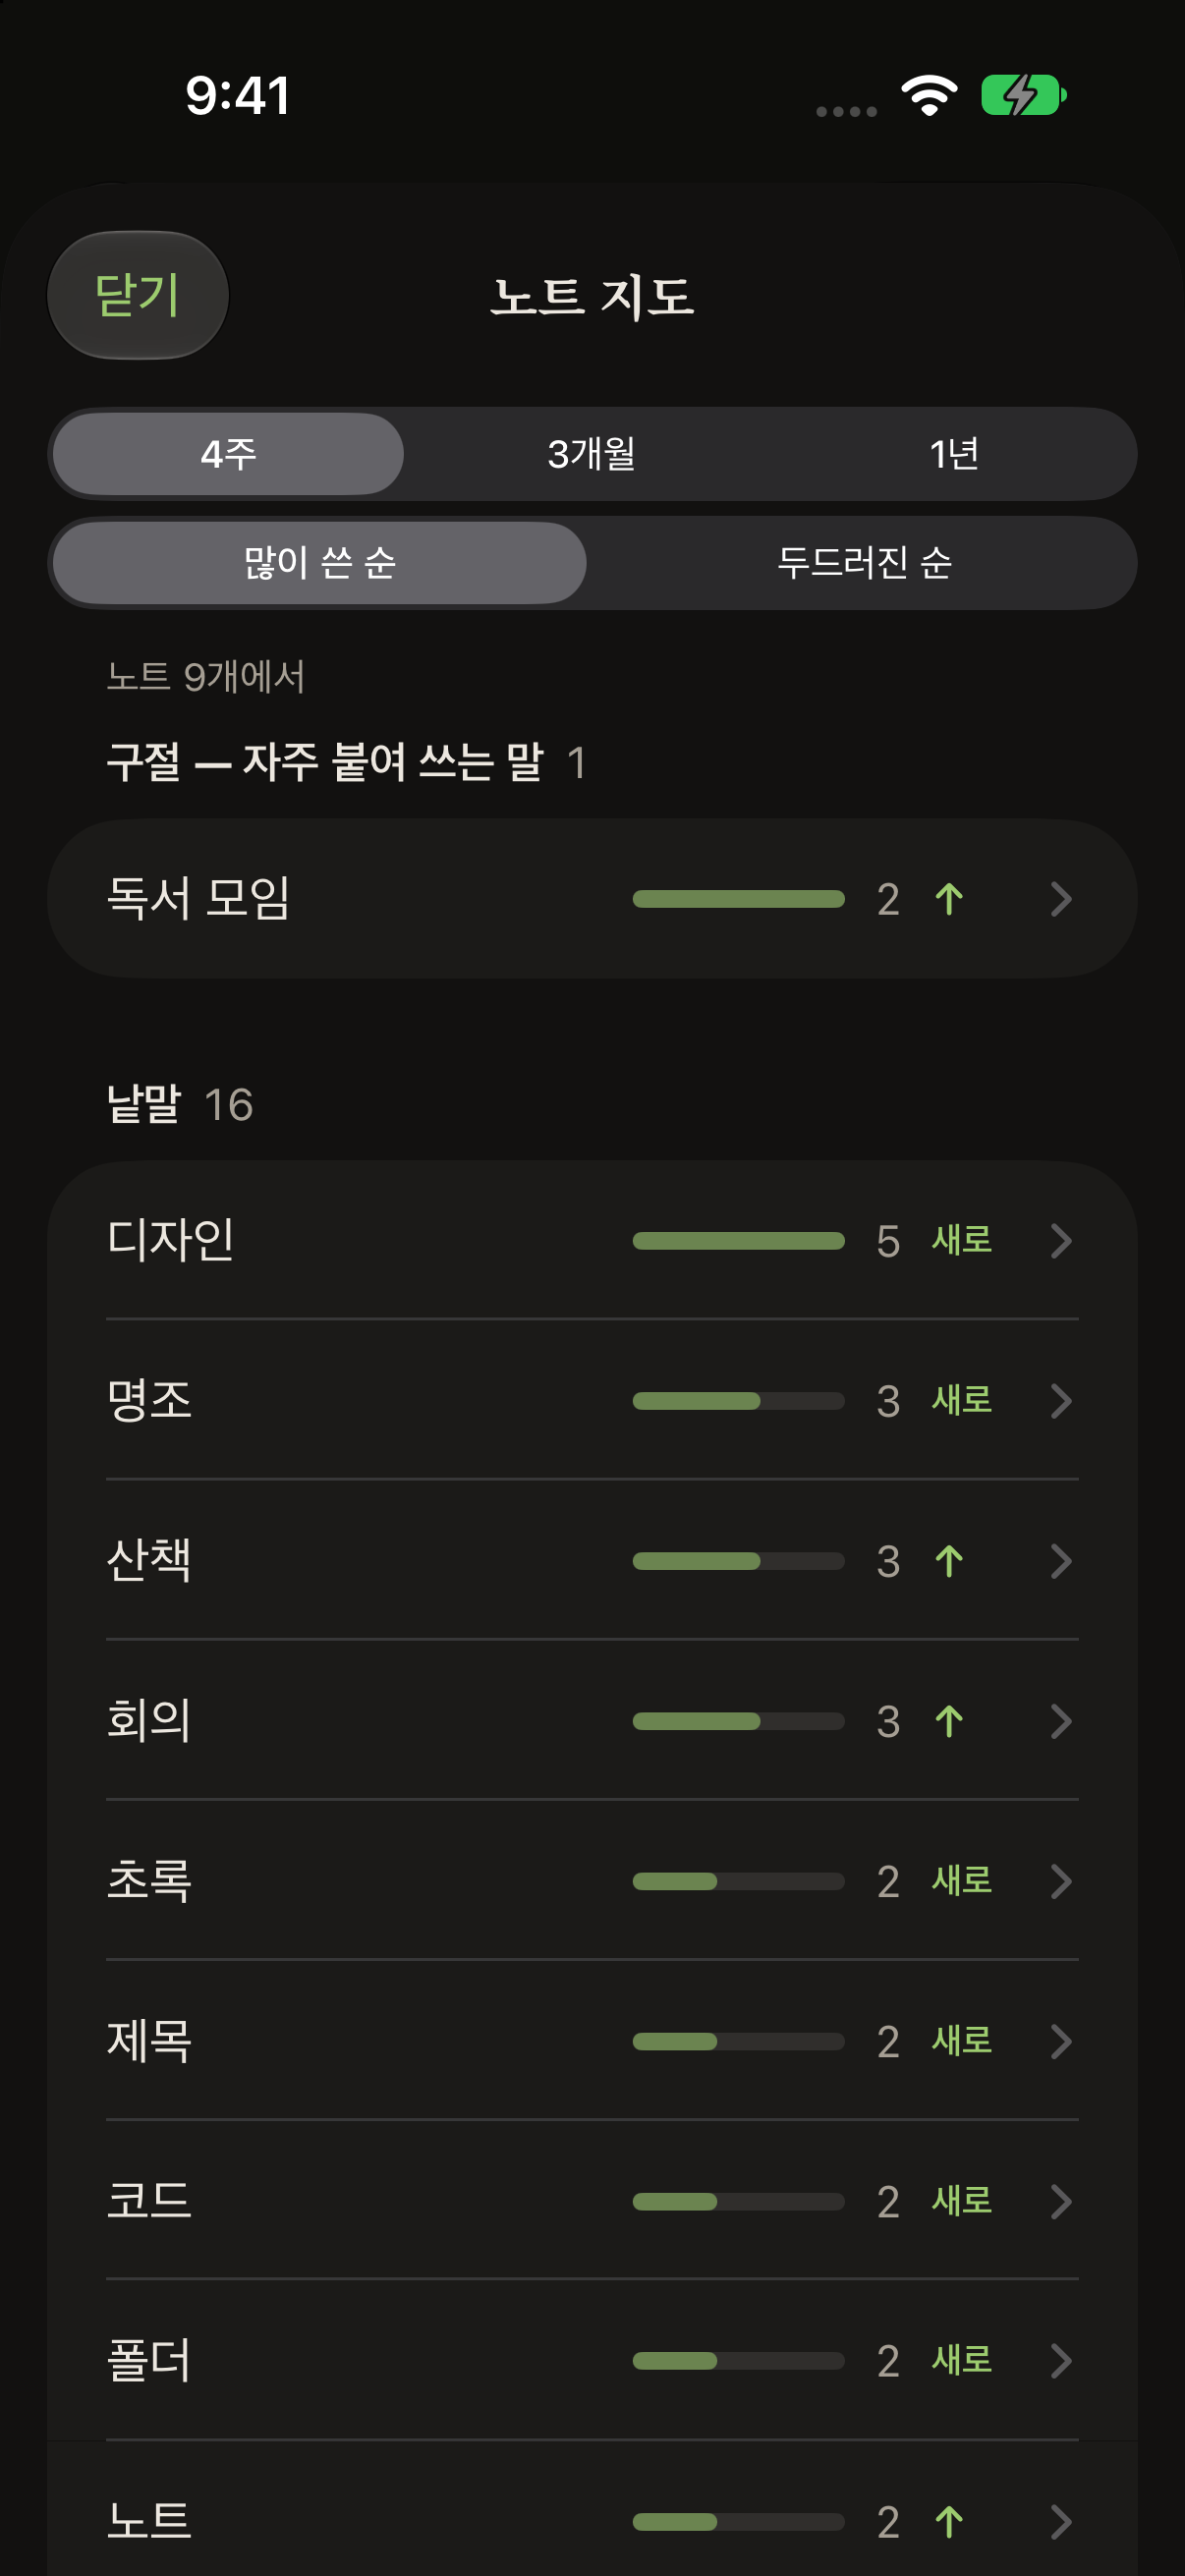 9:41
닫기
노트 지도
4주 3개월 1년
많이 쓴 순 두드러진 순
노트 9개에서
구절 — 자주 붙여 쓰는 말 1
독서 모임 2 ↑
낱말 16
디자인 5 새로
명조 3 새로
산책 3 ↑
회의 3 ↑
초록 2 새로
제목 2 새로
코드 2 새로
폴더 2 새로
노트 2 ↑